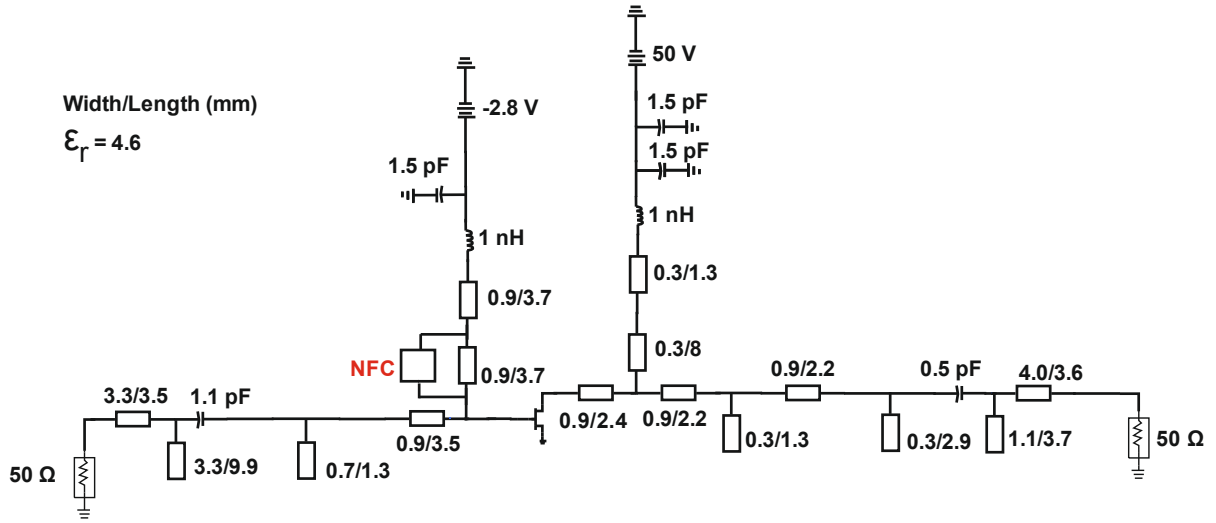 50 V
Width/Length (mm)
-2.8 V
1.5 pF
εr = 4.6
1.5 pF
1.5 pF
1 nH
1 nH
0.3/1.3
0.9/3.7
0.3/8
NFC
0.9/3.7
0.9/2.2
0.5 pF
4.0/3.6
3.3/3.5
1.1 pF
0.9/2.4
0.9/2.2
0.9/3.5
0.3/1.3
0.3/2.9
1.1/3.7
50 Ω
3.3/9.9
0.7/1.3
50 Ω